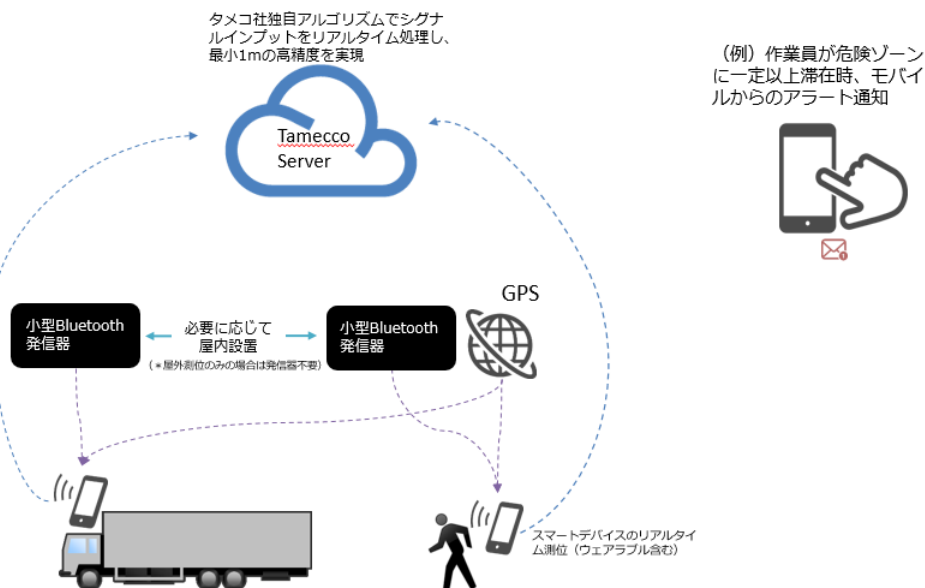 タメコ社独自アルゴリズムでシグナ
ルインプットをリアルタイム処理し、
最小1mの高精度を実現
（例）作業員が危険ゾーン
に一定以上滞在時、モバイ
ルからのアラート通知
Tamecco
Server
GPS
小型Bluetooth
発信器
必要に応じて
屋内設置
（＊屋外測位のみの場合は発信器不要）
小型Bluetooth
発信器
スマートデバイスのリアルタイ
ム測位（ウェアラブル含む）